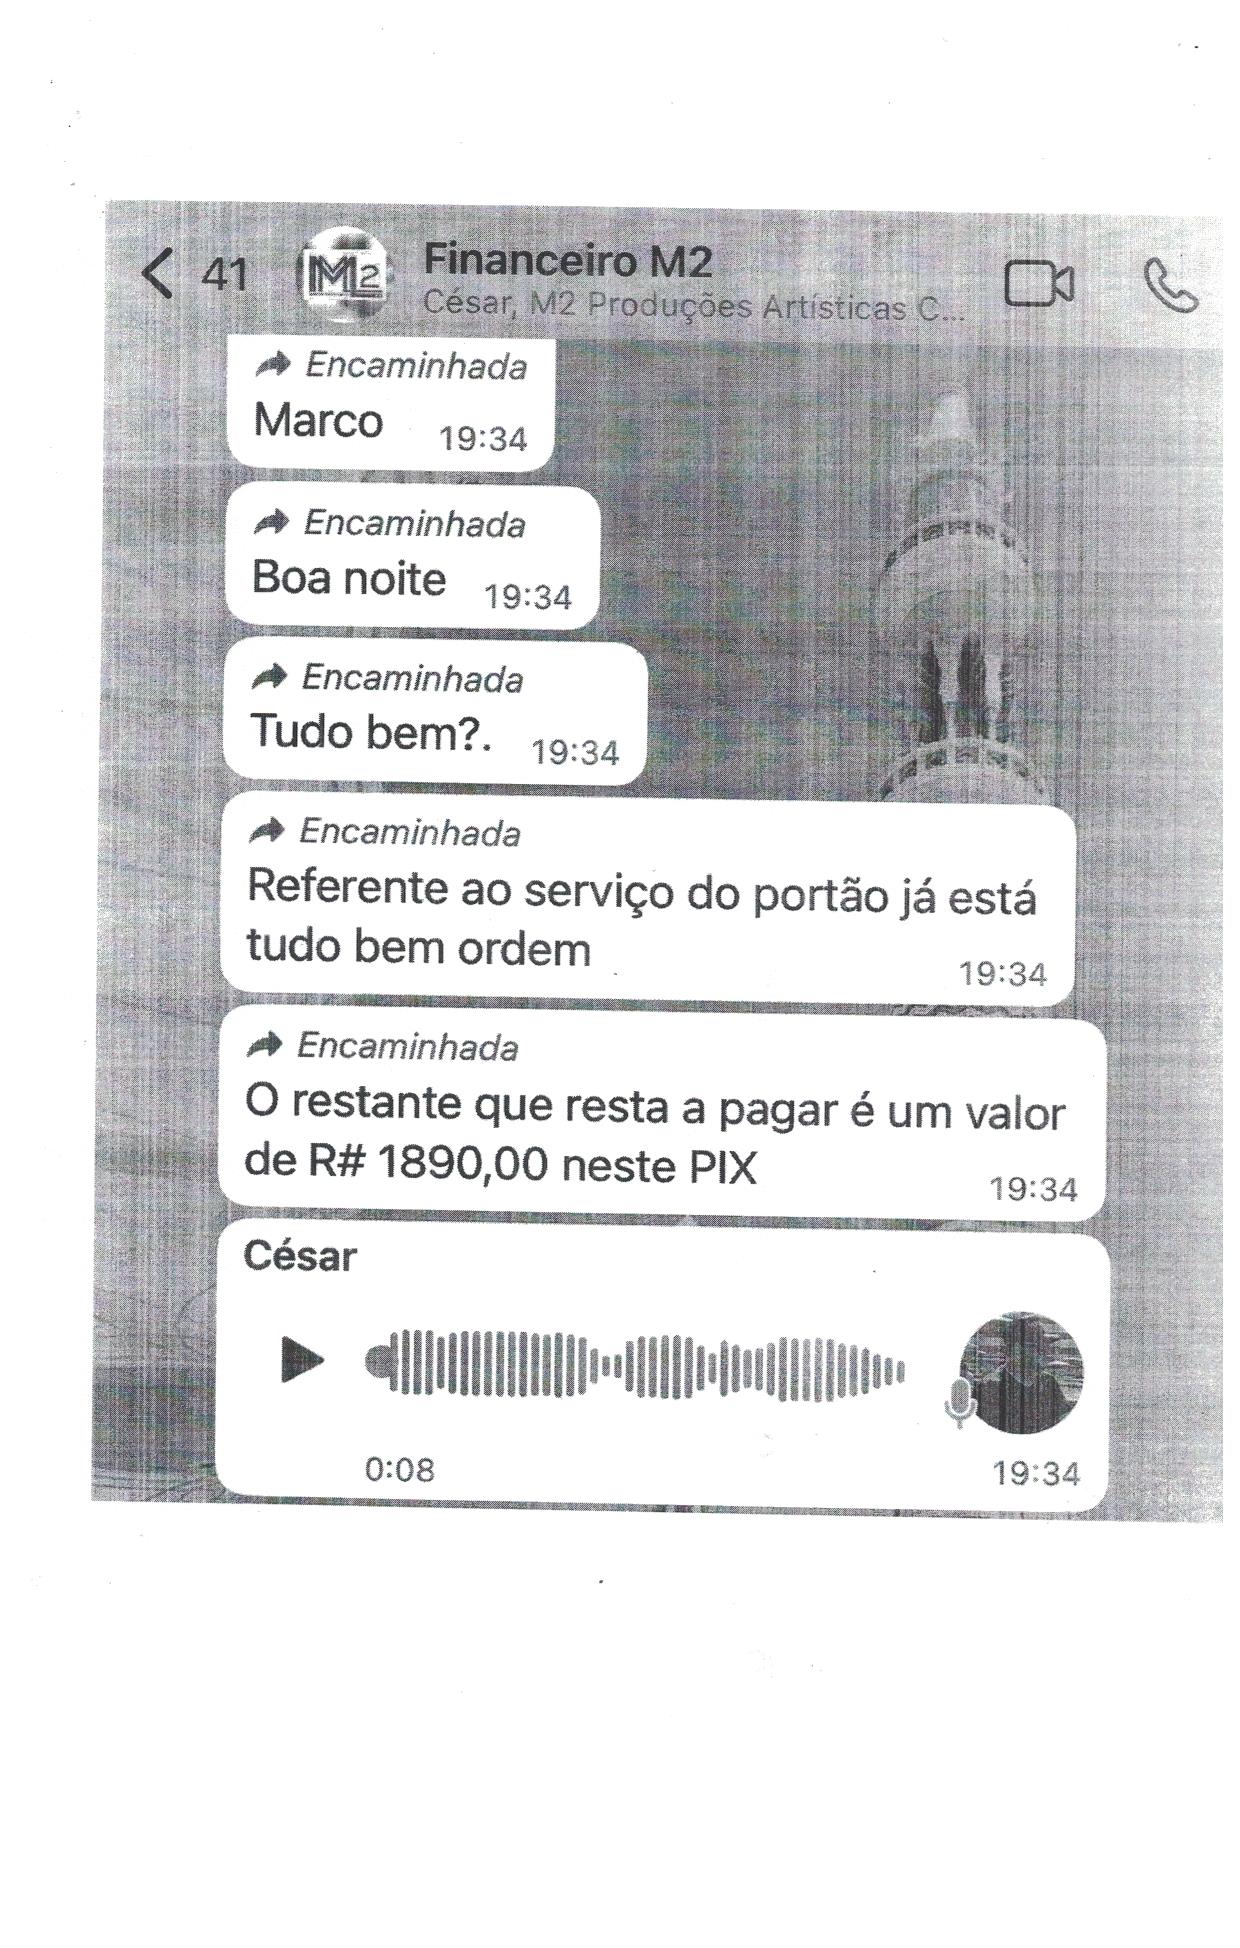 41
M2
Financeiro M2
César, M2 Produções Artísticas C...
Encaminhada
Marco 19:34
Encaminhada
Boa noite 19:34
Encaminhada
Tudo bem?. 19:34
Encaminhada
Referente ao serviço do portão já está
tudo bem ordem 19:34
Encaminhada
O restante que resta a pagar é um valor
de R# 1890,00 neste PIX 19:34
César
0:08 19:34